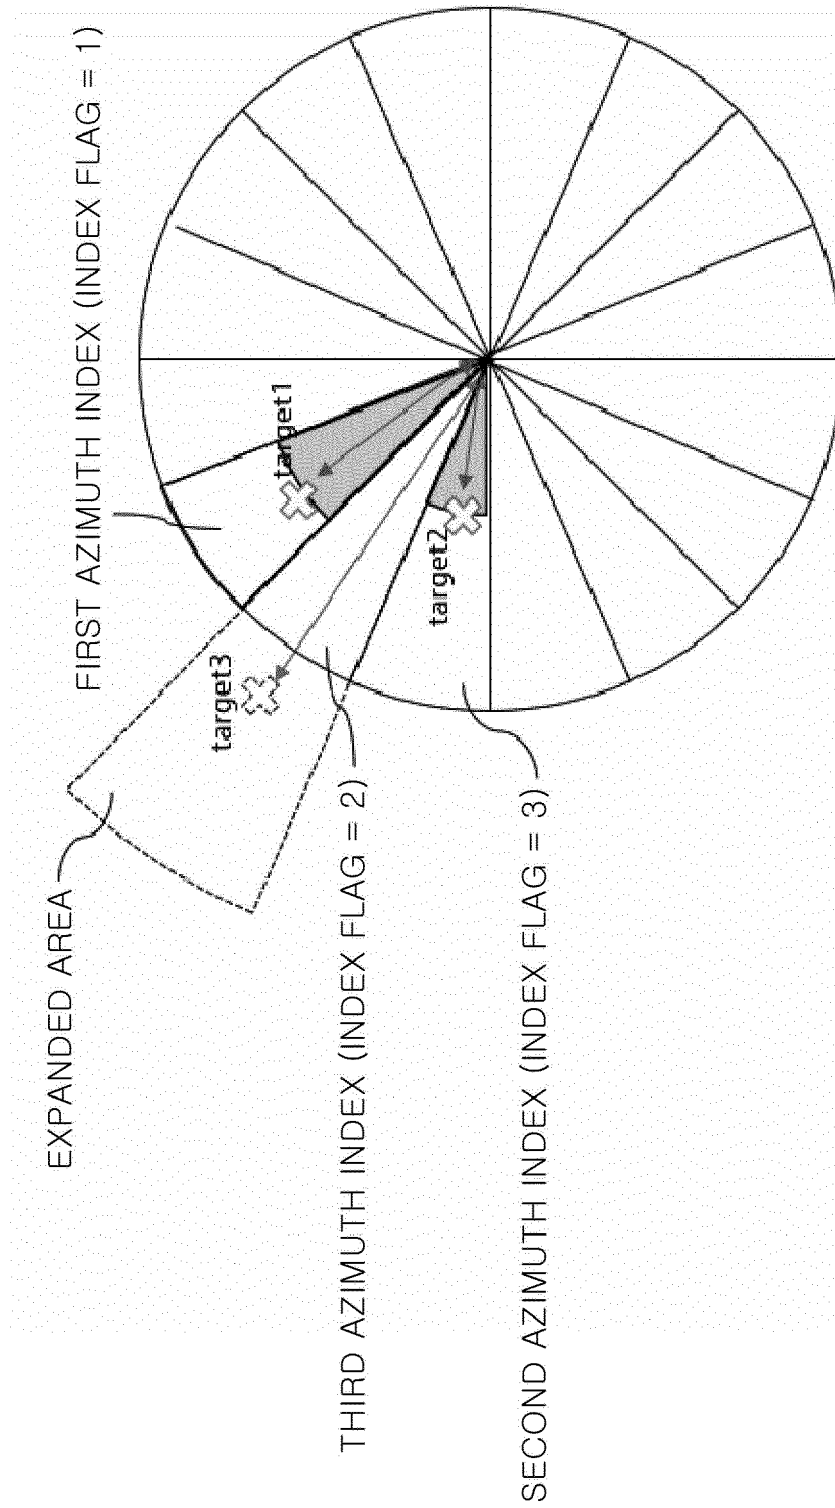 FIRST AZIMUTH INDEX (INDEX FLAG = 1)
target1
target2
target3
EXPANDED AREA
THIRD AZIMUTH INDEX (INDEX FLAG = 2)
SECOND AZIMUTH INDEX (INDEX FLAG = 3)